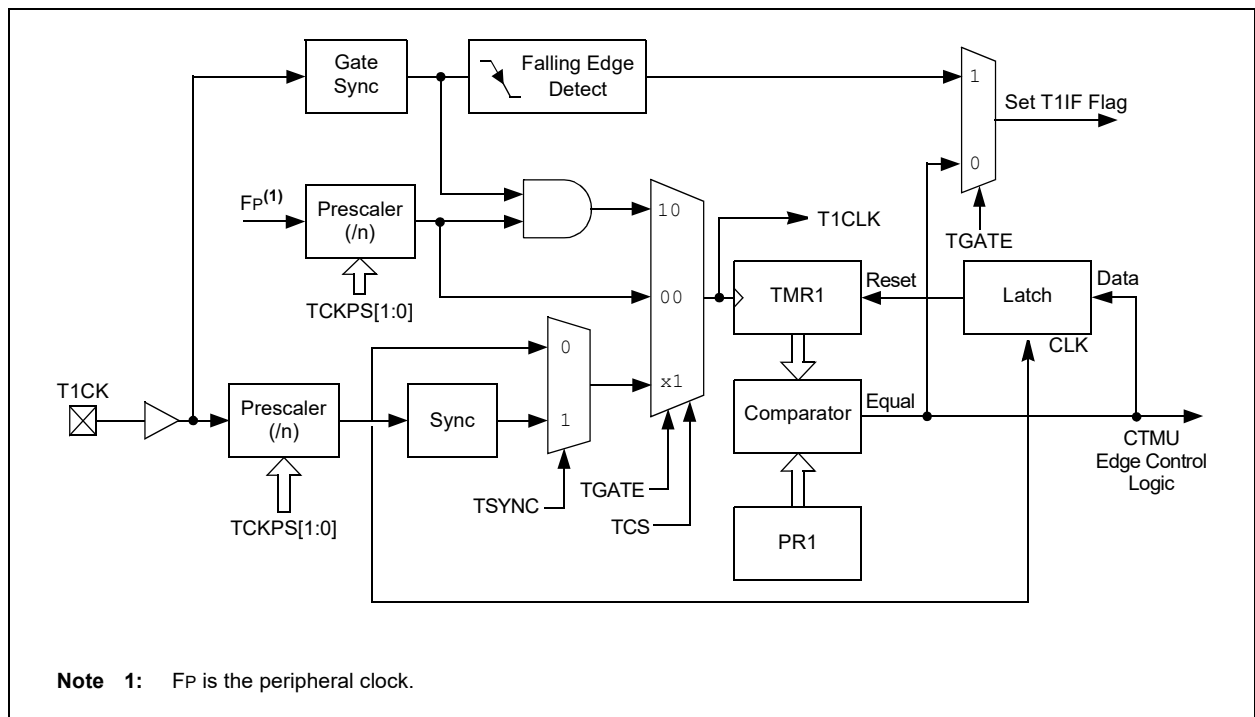 Gate
Sync
Falling Edge
Detect
1
Set T1IF Flag
0
TGATE
FP(1)
Prescaler
(/n)
TCKPS[1:0]
10
00
x1
T1CLK
TMR1
Reset
Latch
Data
CLK
0
1
T1CK
Prescaler
(/n)
TCKPS[1:0]
Sync
TSYNC
TGATE
TCS
Comparator
Equal
PR1
CTMU
Edge Control
Logic
Note 1: FP is the peripheral clock.